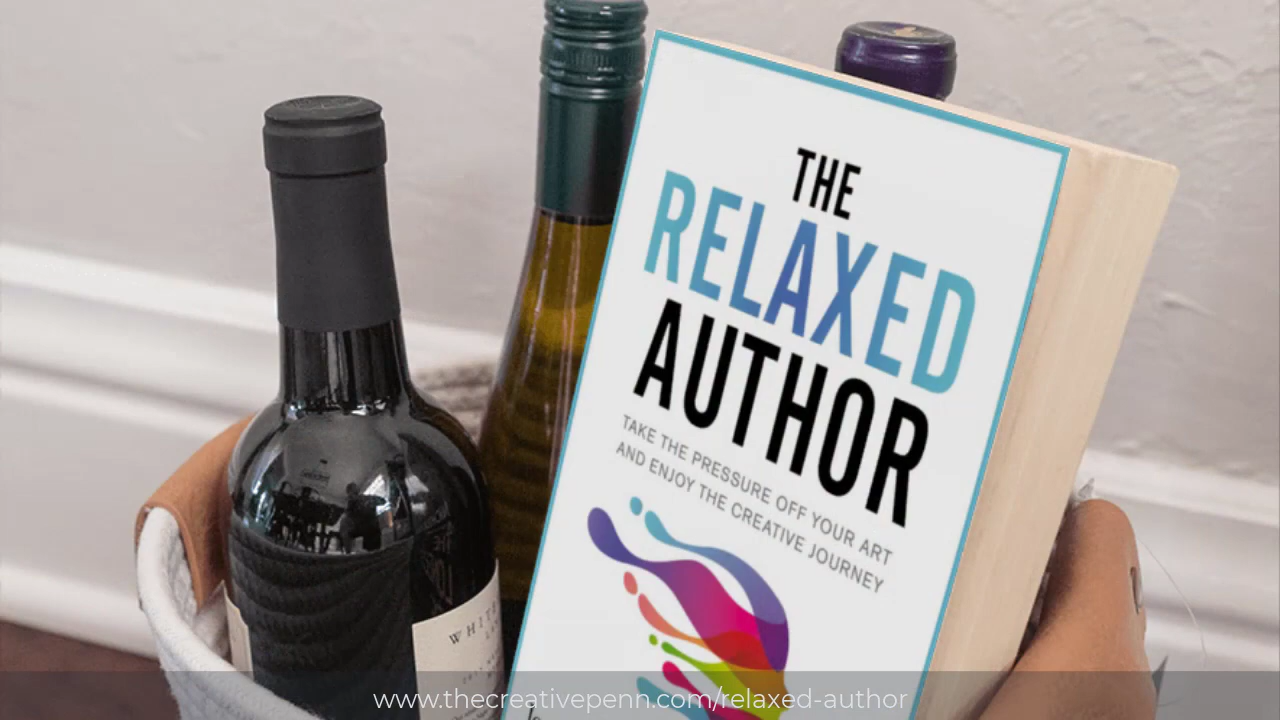 THE
RELAXED
AUTHOR
TAKE THE PRESSURE OFF YOUR ART
AND ENJOY THE CREATIVE JOURNEY
www.thecreativepenn.com/relaxed-author